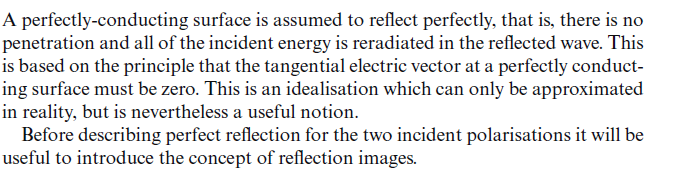 A perfectly-conducting surface is assumed to reflect perfectly, that is, there is no
penetration and all of the incident energy is reradiated in the reflected wave. This
is based on the principle that the tangential electric vector at a perfectly conduct-
ing surface must be zero. This is an idealisation which can only be approximated
in reality, but is nevertheless a useful notion.
Before describing perfect reflection for the two incident polarisations it will be
useful to introduce the concept of reflection images.